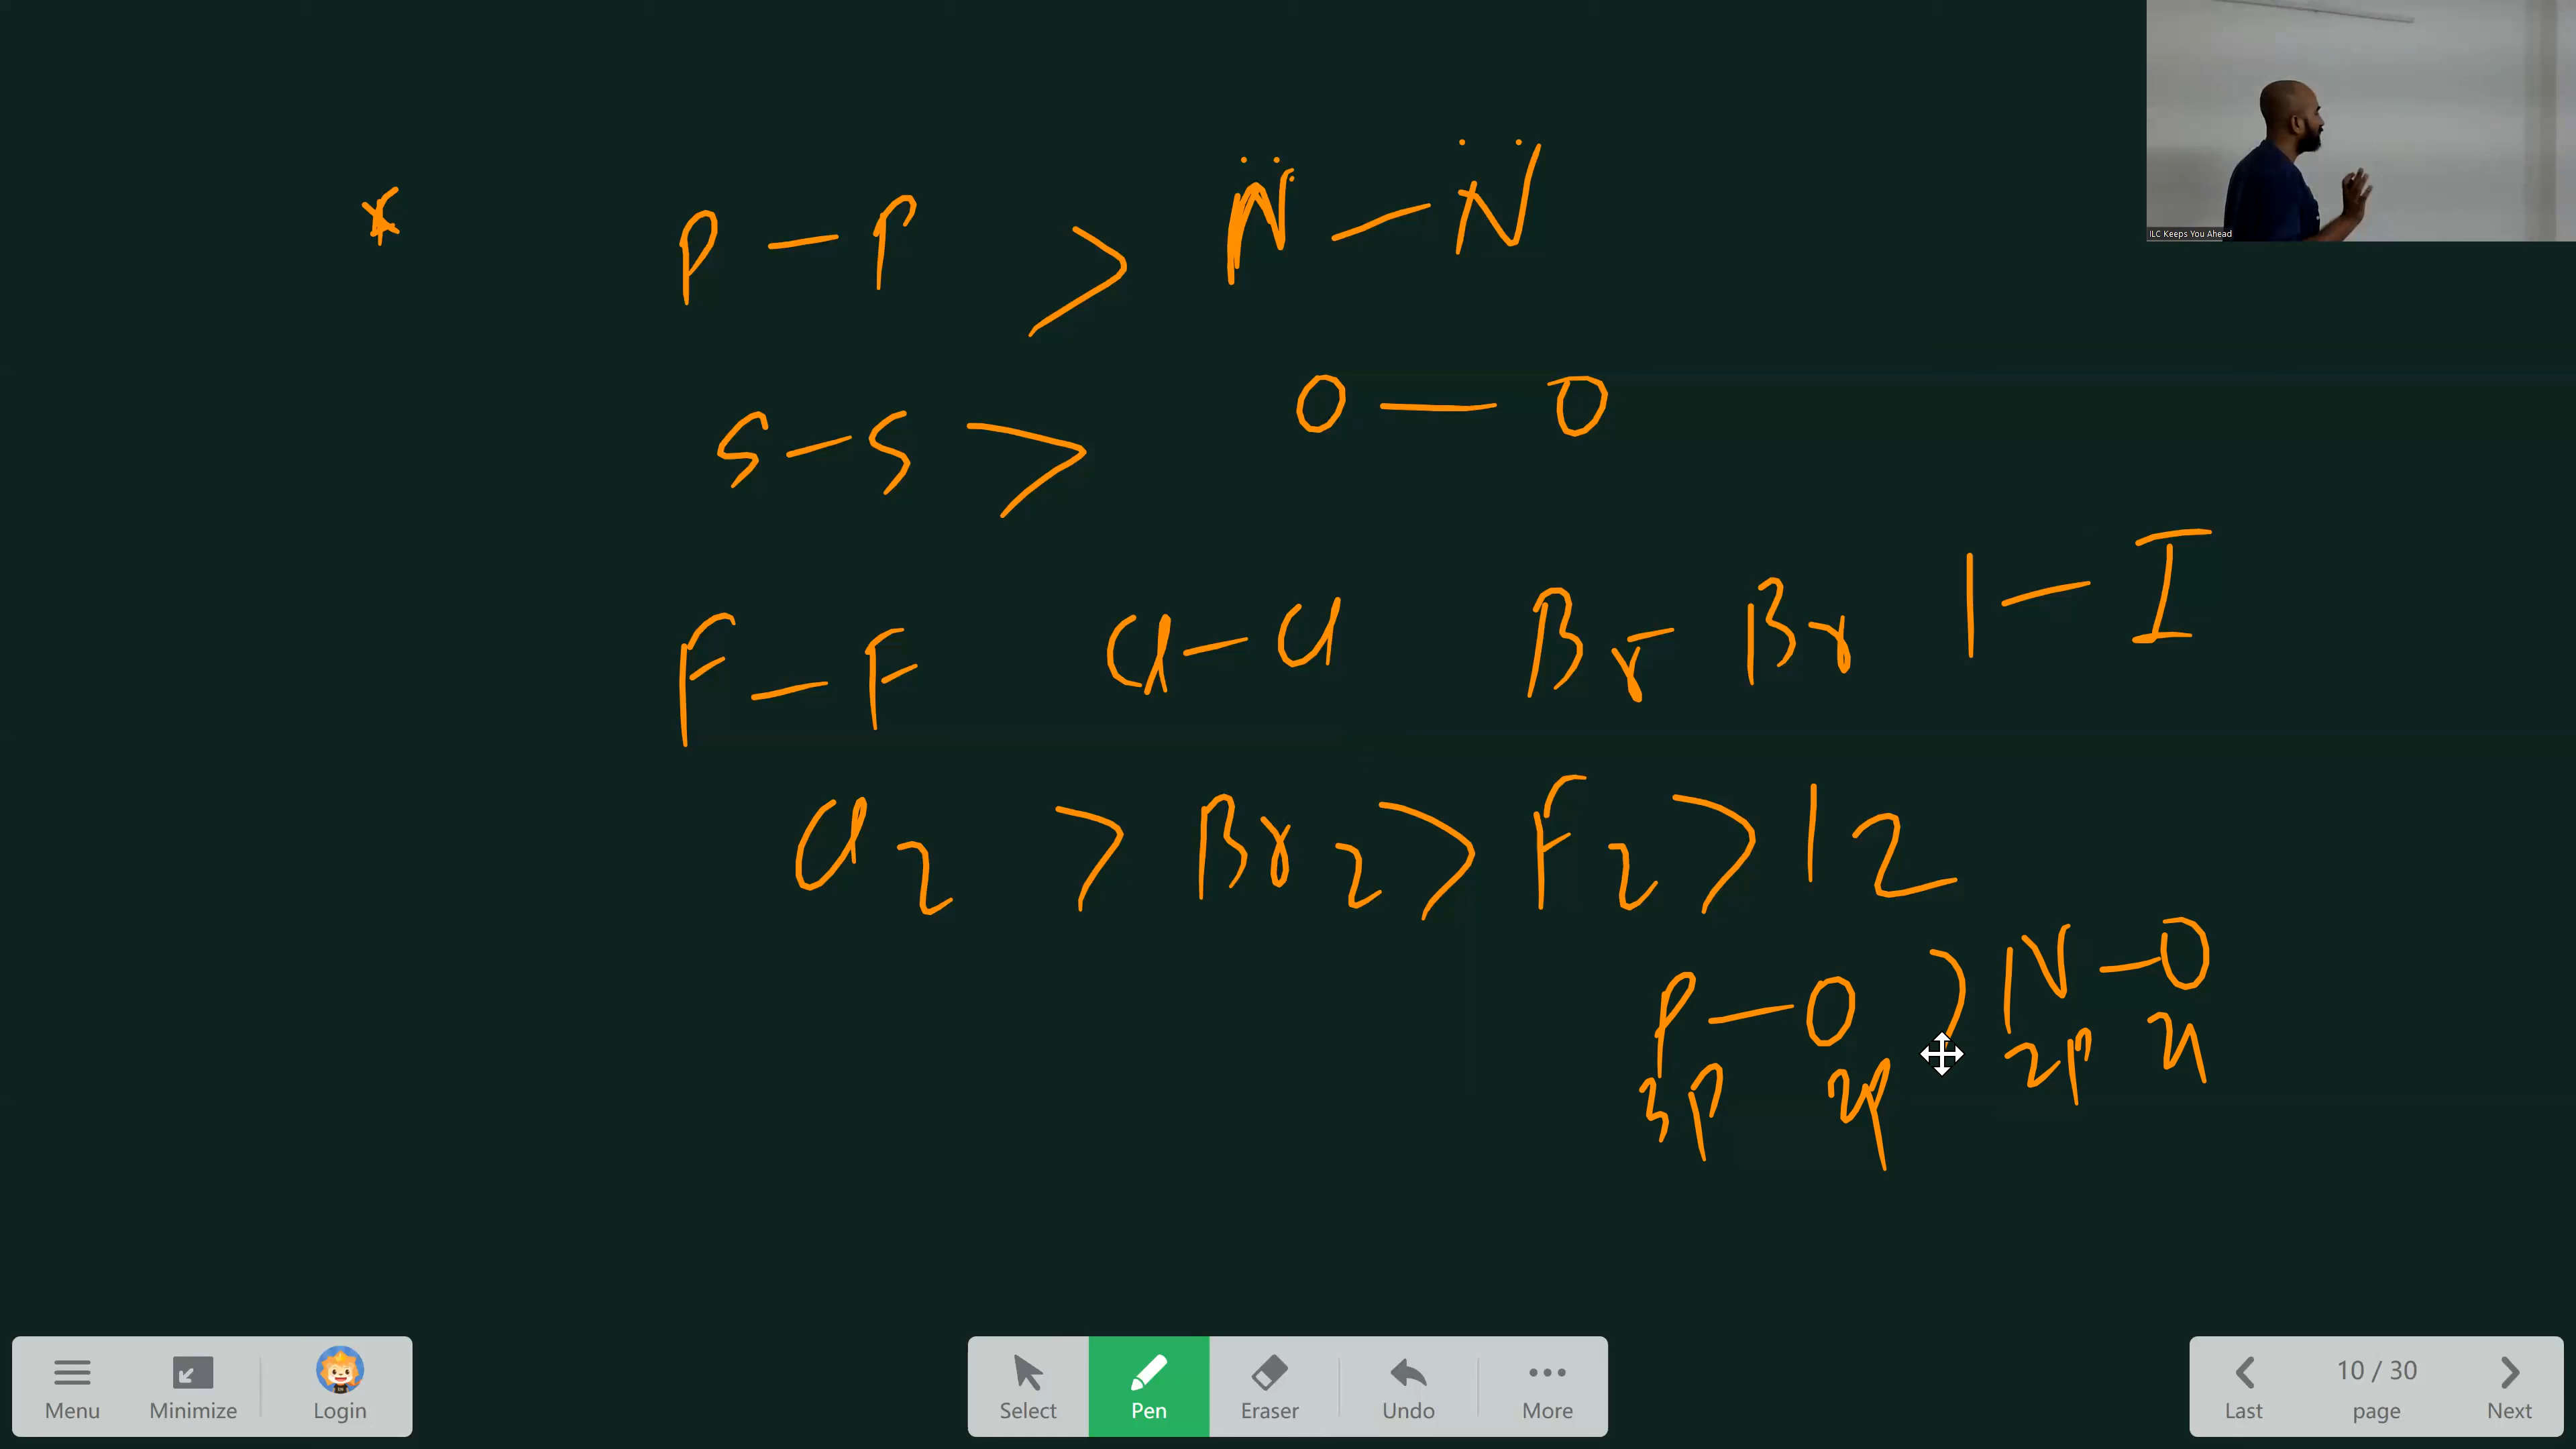 ILC Keeps You Ahead
* P — P > N̈ — N̈
S — S > O — O
F — F Cl — Cl Br - Br I — I
Cl2 > Br2 > F2 > I2
P — O > N — O
3p 2p 2p
Menu Minimize Login Select Pen Eraser Undo More Last 10 / 30 page Next